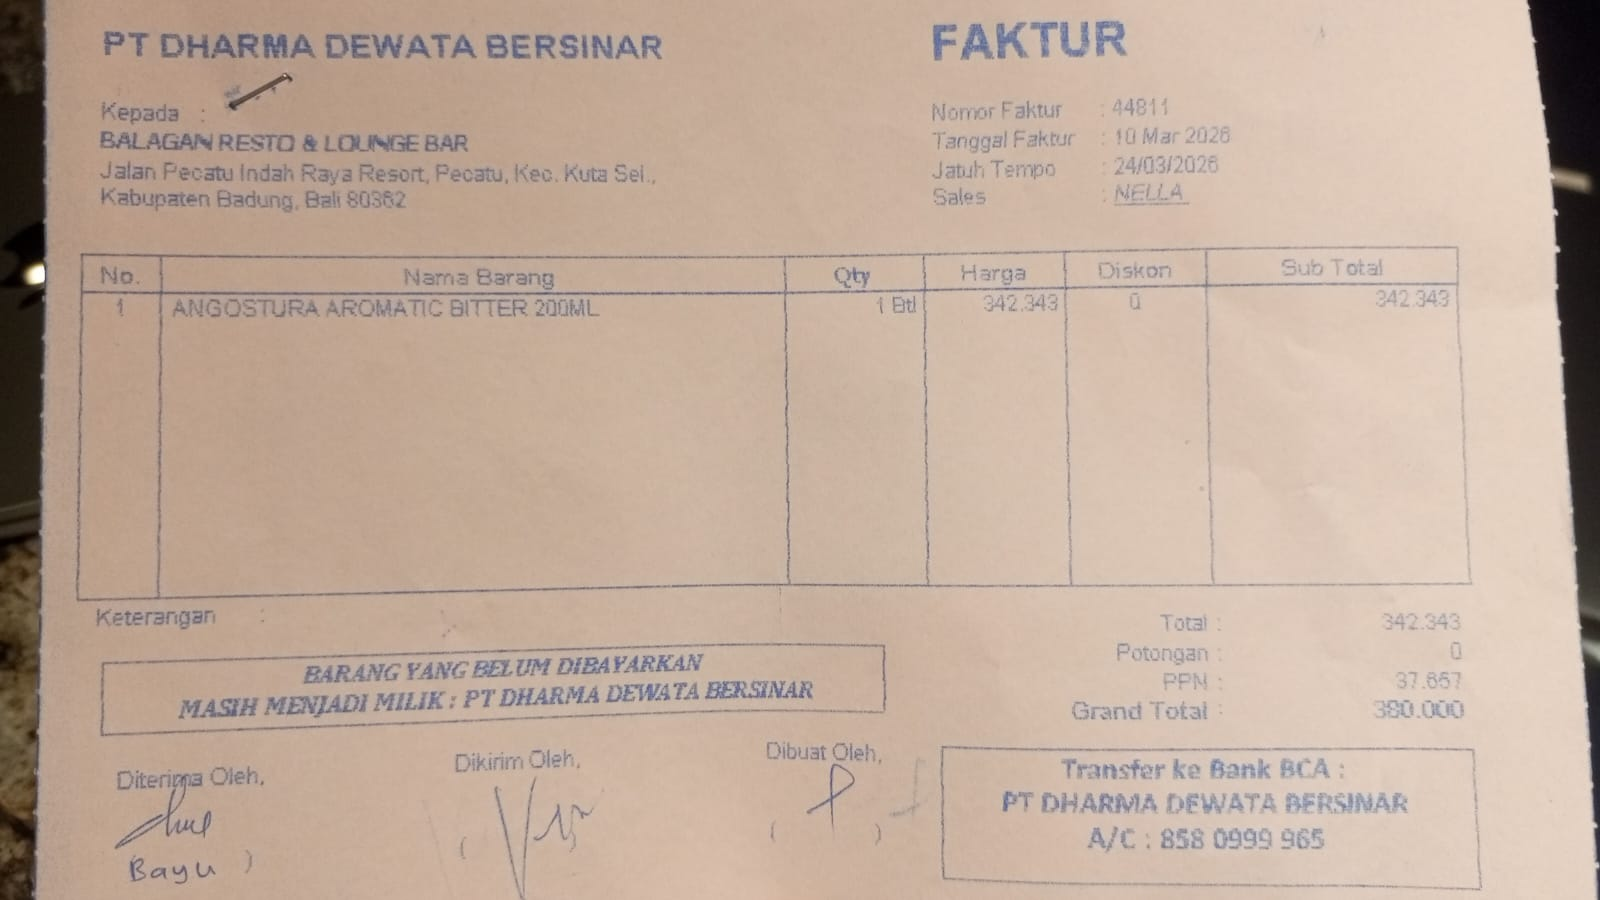 PT DHARMA DEWATA BERSINAR
FAKTUR
Kepada :
BALAGAN RESTO & LOUNGE BAR
Jalan Pecatu Indah Raya Resort, Pecatu, Kec. Kuta Sel.,
Kabupaten Badung, Bali 80362
Nomor Faktur : 44811
Tanggal Faktur : 10 Mar 2026
Jatuh Tempo : 24/03/2026
Sales : NELLA
No. Nama Barang Qty Harga Diskon Sub Total
1 ANGOSTURA AROMATIC BITTER 200ML 1 Btl 342.343 0 342.343
Keterangan :
Total : 342.343
Potongan : 0
PPN : 37.657
Grand Total : 380.000
BARANG YANG BELUM DIBAYARKAN
MASIH MENJADI MILIK : PT DHARMA DEWATA BERSINAR
Diterima Oleh,
Dikirim Oleh,
Dibuat Oleh,
Bayu )
( )
( )
Transfer ke Bank BCA :
PT DHARMA DEWATA BERSINAR
A/C : 858 0999 965